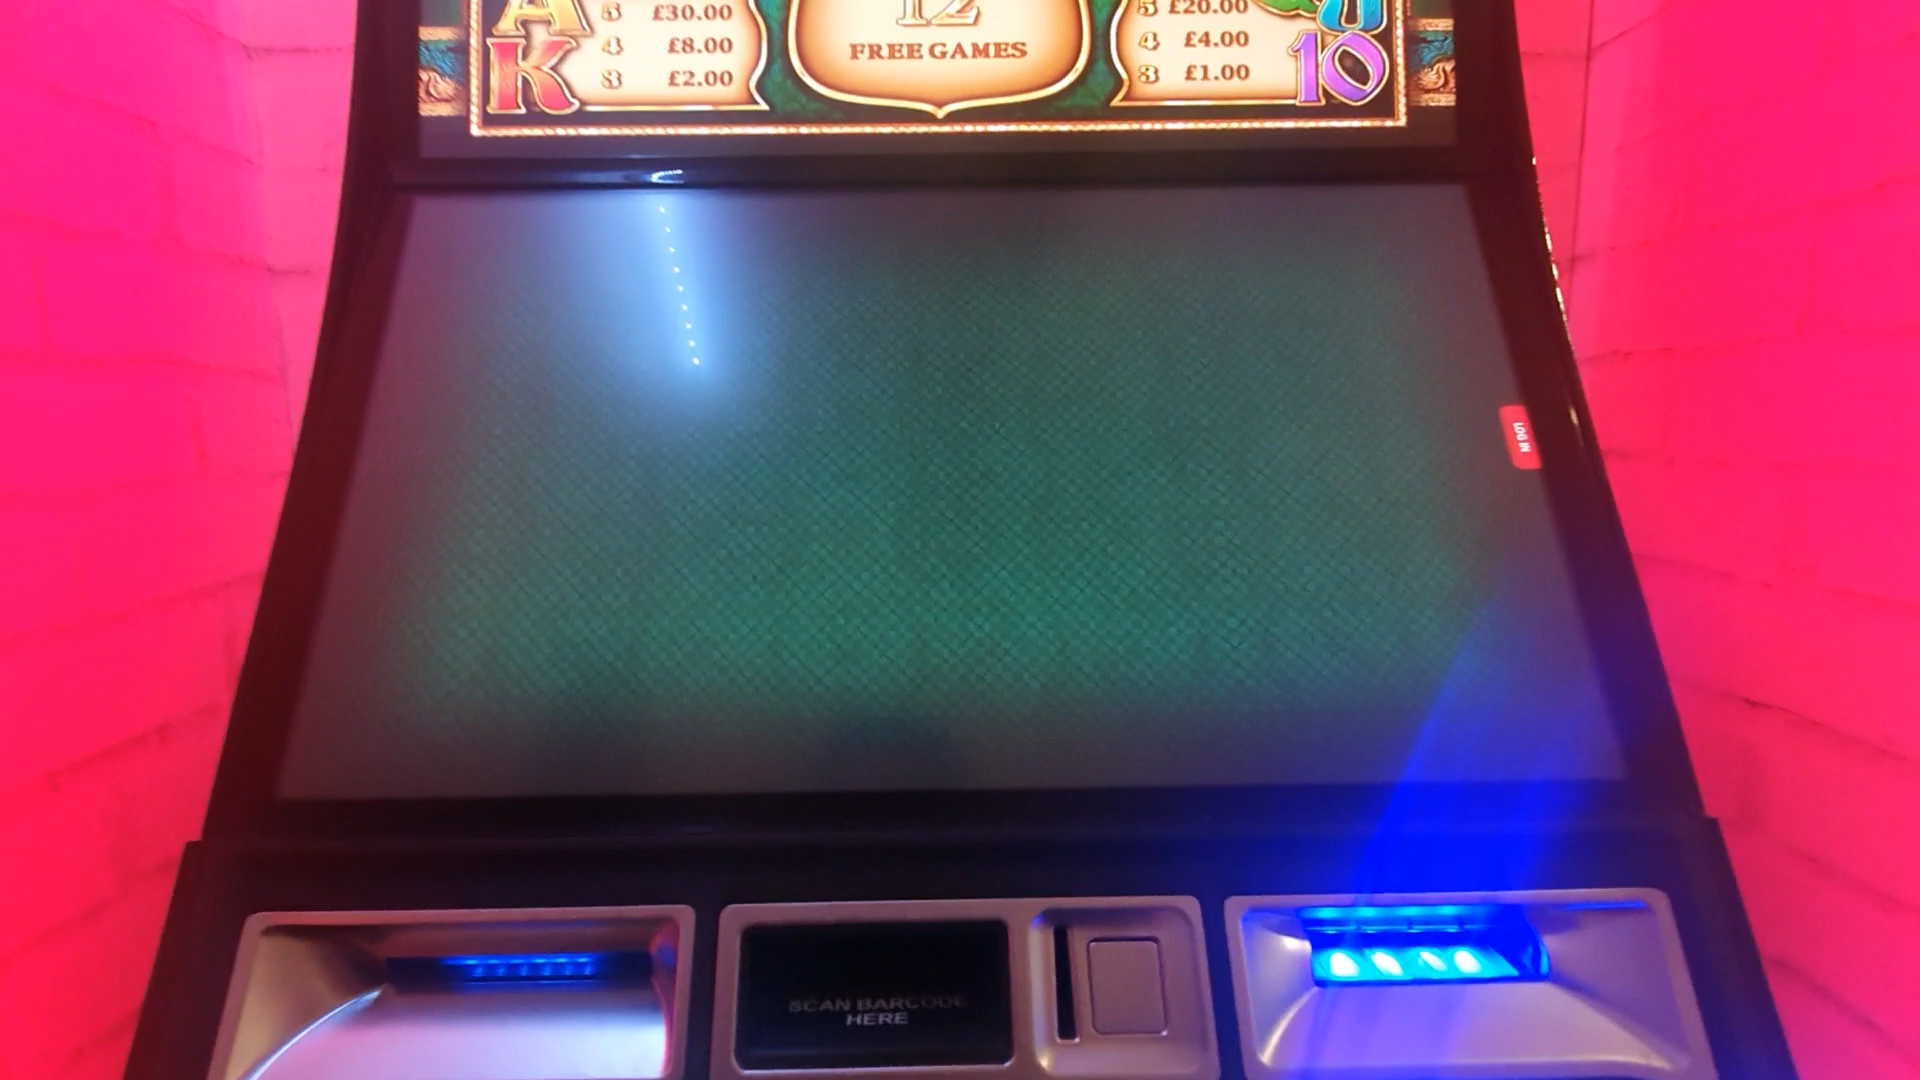 A
5 £30.00
K
4 £8.00
3 £2.00
12
FREE GAMES
5 £20.00
4 £4.00
3 £1.00
10
LOG IN
SCAN BARCODE
HERE